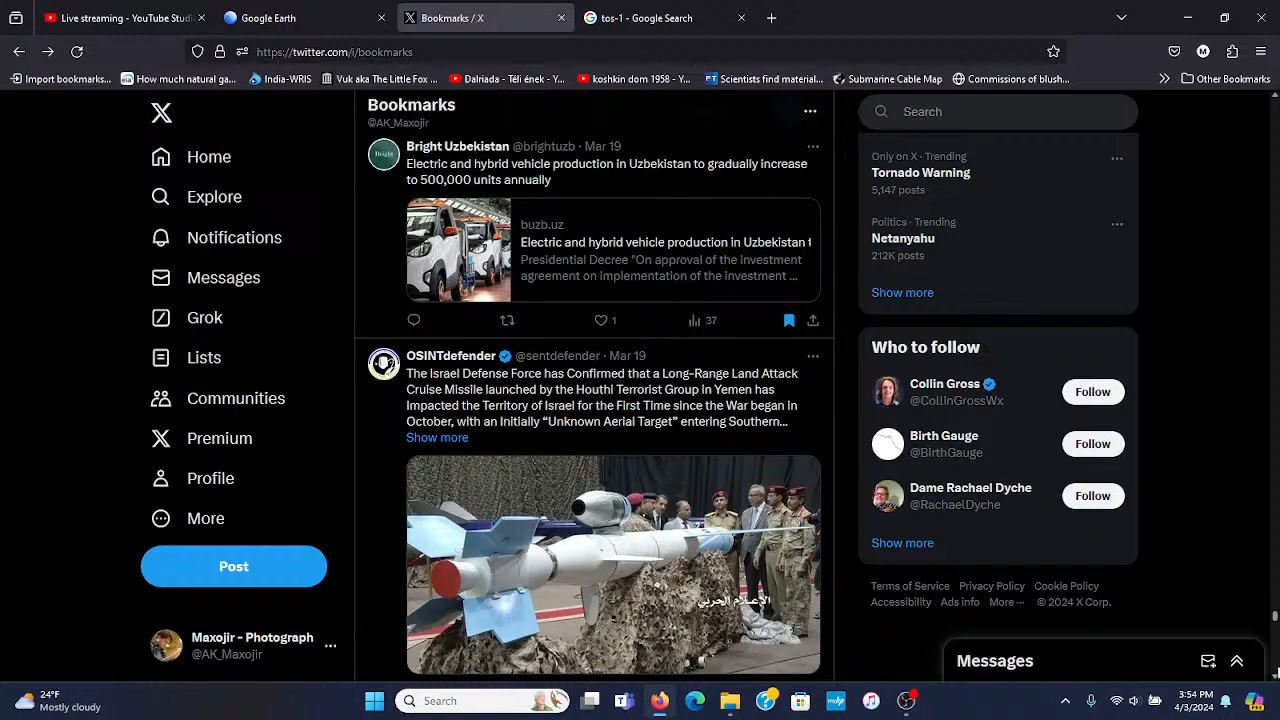 Live streaming - YouTube Studi
Google Earth
Bookmarks / X
tos-1 - Google Search
https://twitter.com/i/bookmarks
M
Import bookmarks...
eia
How much natural ga...
India-WRIS
Vuk aka The Little Fox ...
Dalriada - Téli ének - Y...
koshkin dom 1958 - Y...
Scientists find material...
Submarine Cable Map
Commissions of blush...
Other Bookmarks
Home
Explore
Notifications
Messages
Grok
Lists
Communities
Premium
Profile
More
Post
Maxojir - Photograph
@AK_Maxojir
Bookmarks
@AK_Maxojir
Bright
Bright Uzbekistan @brightuzb · Mar 19
Electric and hybrid vehicle production in Uzbekistan to gradually increase
to 500,000 units annually
buzb.uz
Electric and hybrid vehicle production in Uzbekistan t
Presidential Decree "On approval of the investment
agreement on implementation of the investment ...
1
37
OSINTdefender @sentdefender · Mar 19
The Israel Defense Force has Confirmed that a Long-Range Land Attack
Cruise Missile launched by the Houthi Terrorist Group in Yemen has
Impacted the Territory of Israel for the First Time since the War began in
October, with an Initially “Unknown Aerial Target” entering Southern...
Show more
الإعلام الحربي
Search
Only on X · Trending
Tornado Warning
5,147 posts
Politics · Trending
Netanyahu
212K posts
Show more
Who to follow
Collin Gross
@CollinGrossWx
Follow
Birth Gauge
@BirthGauge
Follow
Dame Rachael Dyche
@RachaelDyche
Follow
Show more
Terms of Service Privacy Policy Cookie Policy
Accessibility Ads info More ··· © 2024 X Corp.
Messages
24°F
Mostly cloudy
Search
3:54 PM
4/7/2024